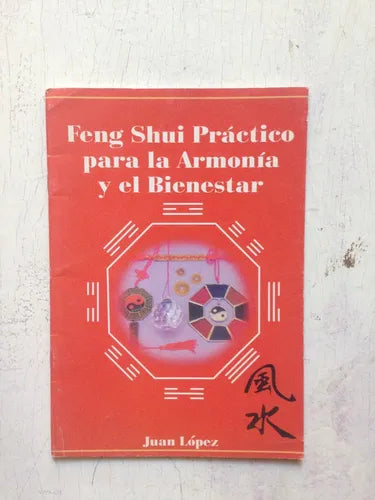 Feng Shui Práctico
para la Armonía
y el Bienestar
風
水
Juan López